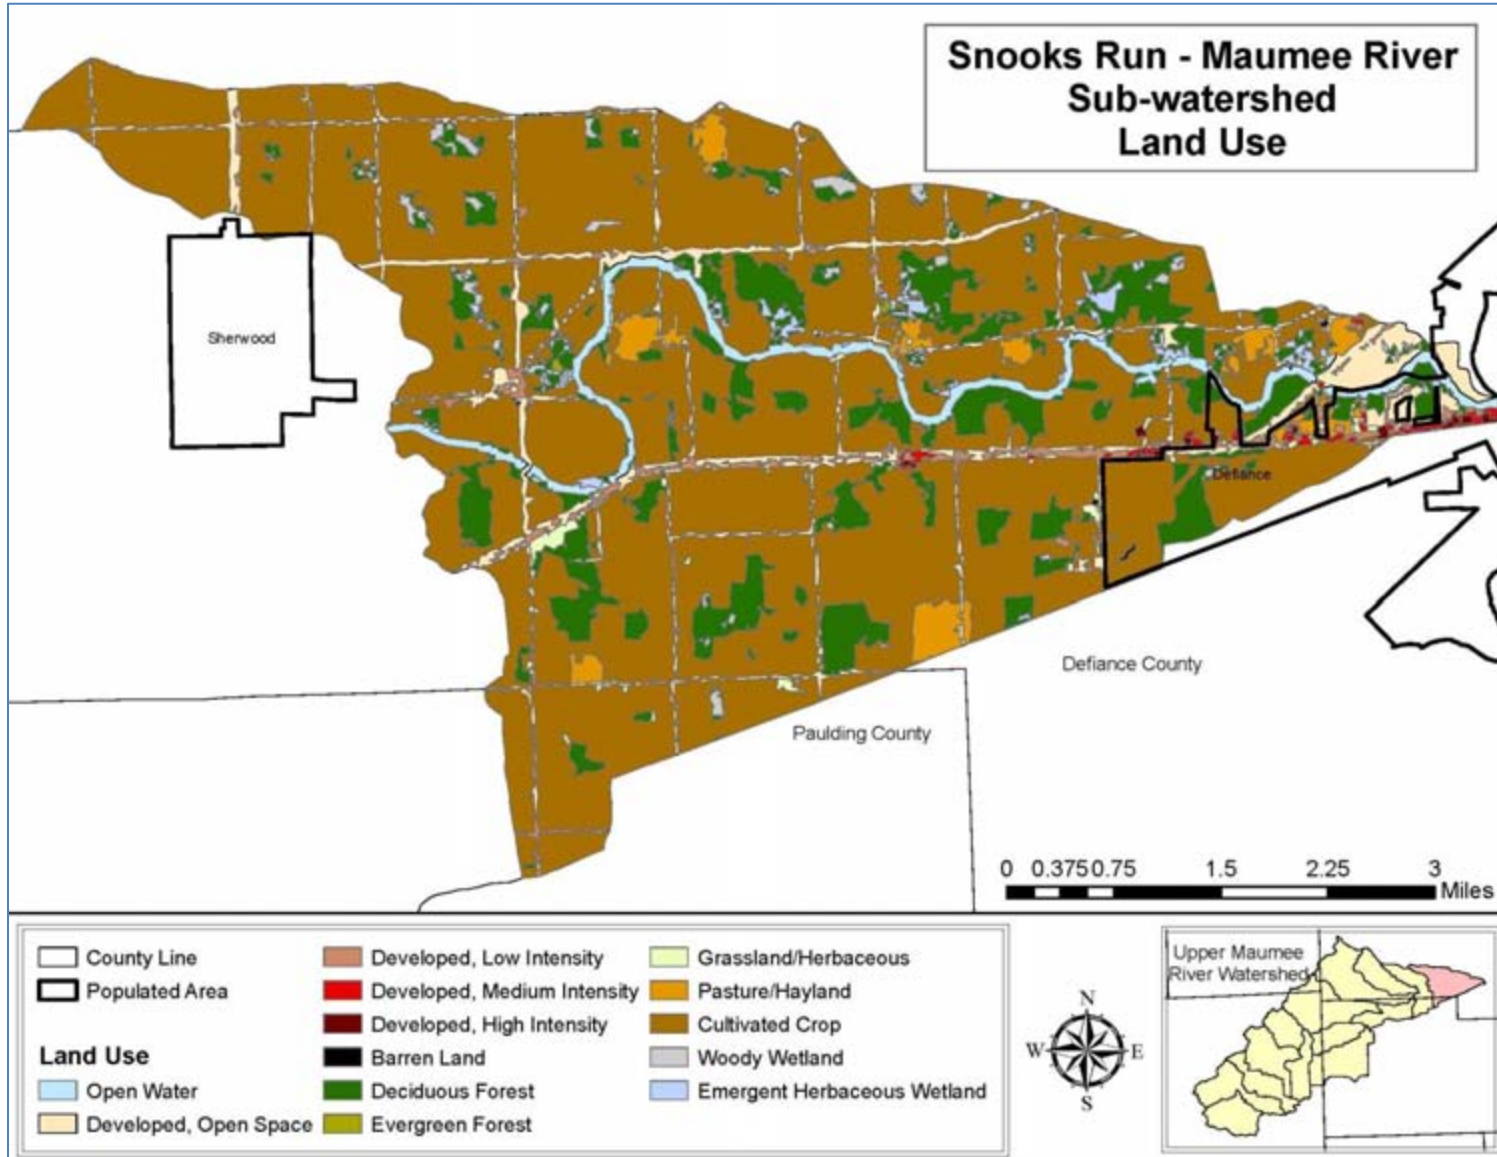 Snooks Run - Maumee River
Sub-watershed
Land Use
Sherwood
Defiance
Defiance County
Paulding County
0 0.375 0.75 1.5 2.25 3
Miles
County Line
Populated Area
Land Use
Open Water
Developed, Open Space
Developed, Low Intensity
Developed, Medium Intensity
Developed, High Intensity
Barren Land
Deciduous Forest
Evergreen Forest
Grassland/Herbaceous
Pasture/Hayland
Cultivated Crop
Woody Wetland
Emergent Herbaceous Wetland
N
W E
S
Upper Maumee
River Watershed